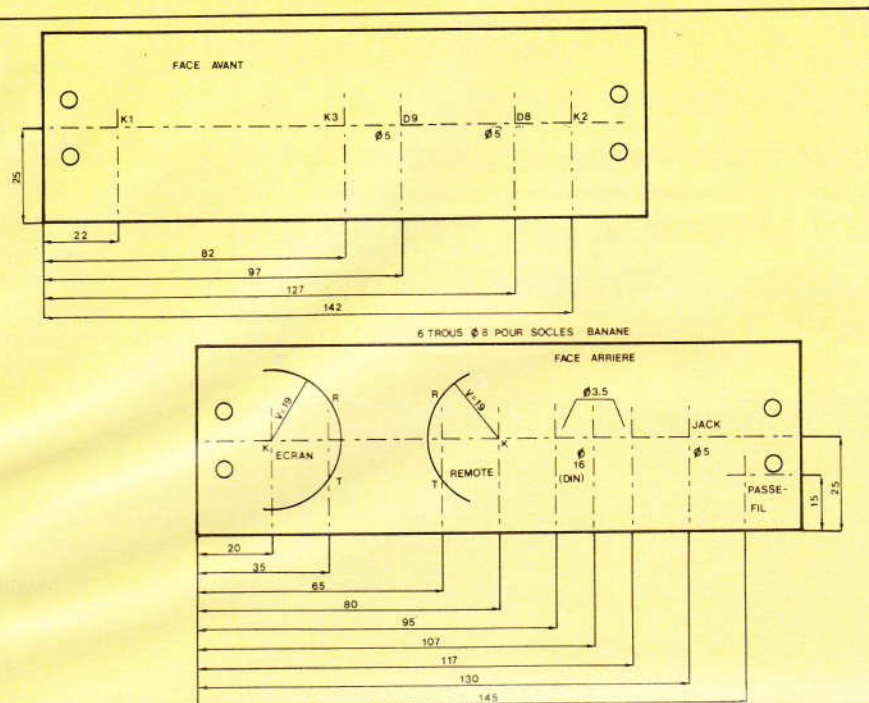 FACE AVANT
K1 K3 D9 D8 K2
Ø5 Ø5
25
22
82
97
127
142
6 TROUS Ø 8 POUR SOCLES BANANE
FACE ARRIERE
R R Ø3.5
V=19 V=19
JACK
K ECRAN K Ø Ø5
REMOTE 16
T T (DIN) PASSE-
FIL
15 25
20
35
65
80
95
107
117
130
145